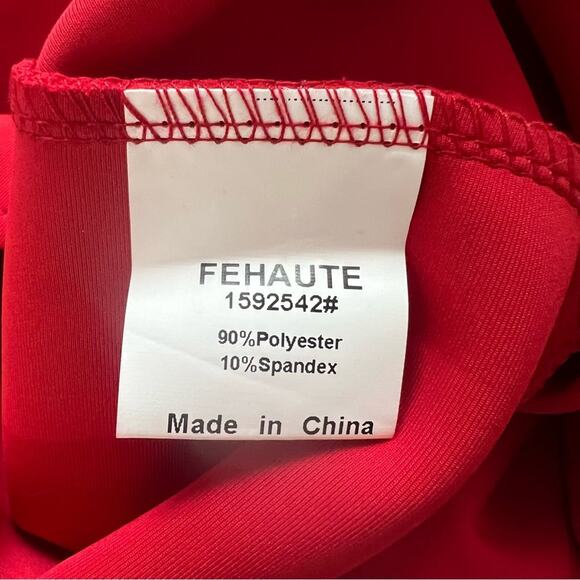 FEHAUTE
1592542#
90%Polyester
10%Spandex
Made in China